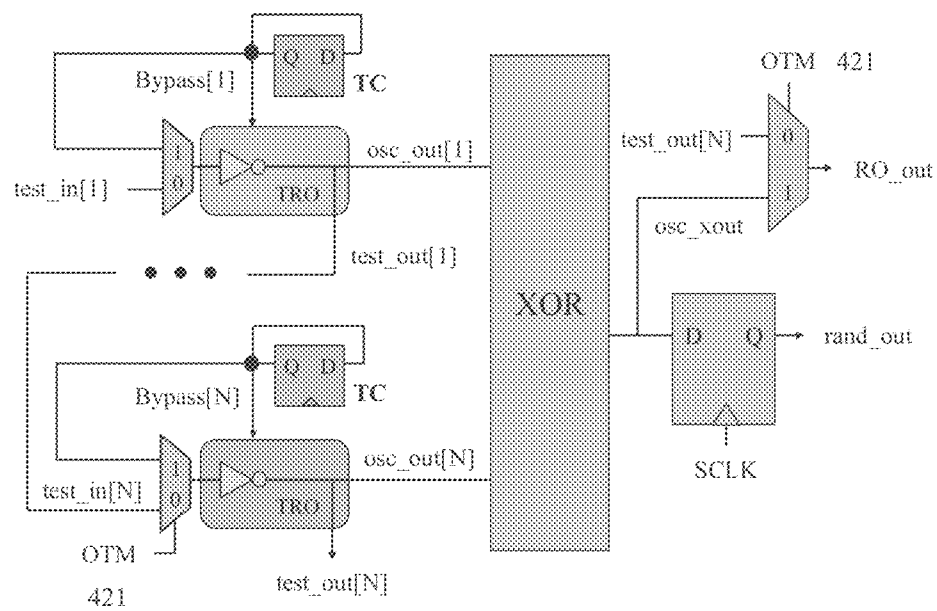 Q D
TC
Bypass[1]
OTM 421
1
0
test_in[1]
TRO
osc_out[1]
test_out[1]
test_out[N]
0
1
RO_out
osc_xout
XOR
D Q
rand_out
SCLK
Q D
TC
Bypass[N]
1
0
test_in[N]
TRO
osc_out[N]
OTM
421
test_out[N]